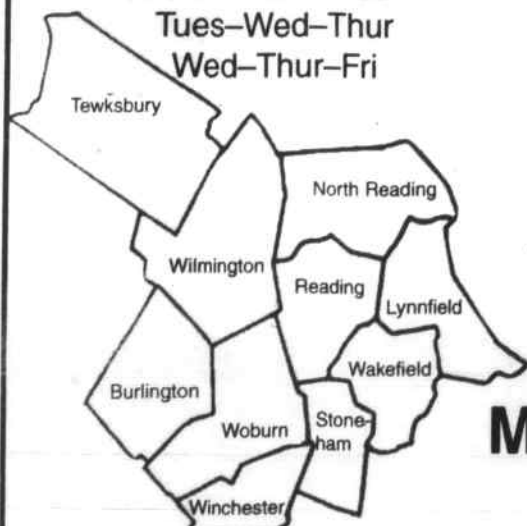 Tues–Wed–Thur
Wed–Thur–Fri
Tewksbury
North Reading
Wilmington
Reading
Lynnfield
Wakefield
Burlington
Stone-
ham
Woburn
M
Winchester